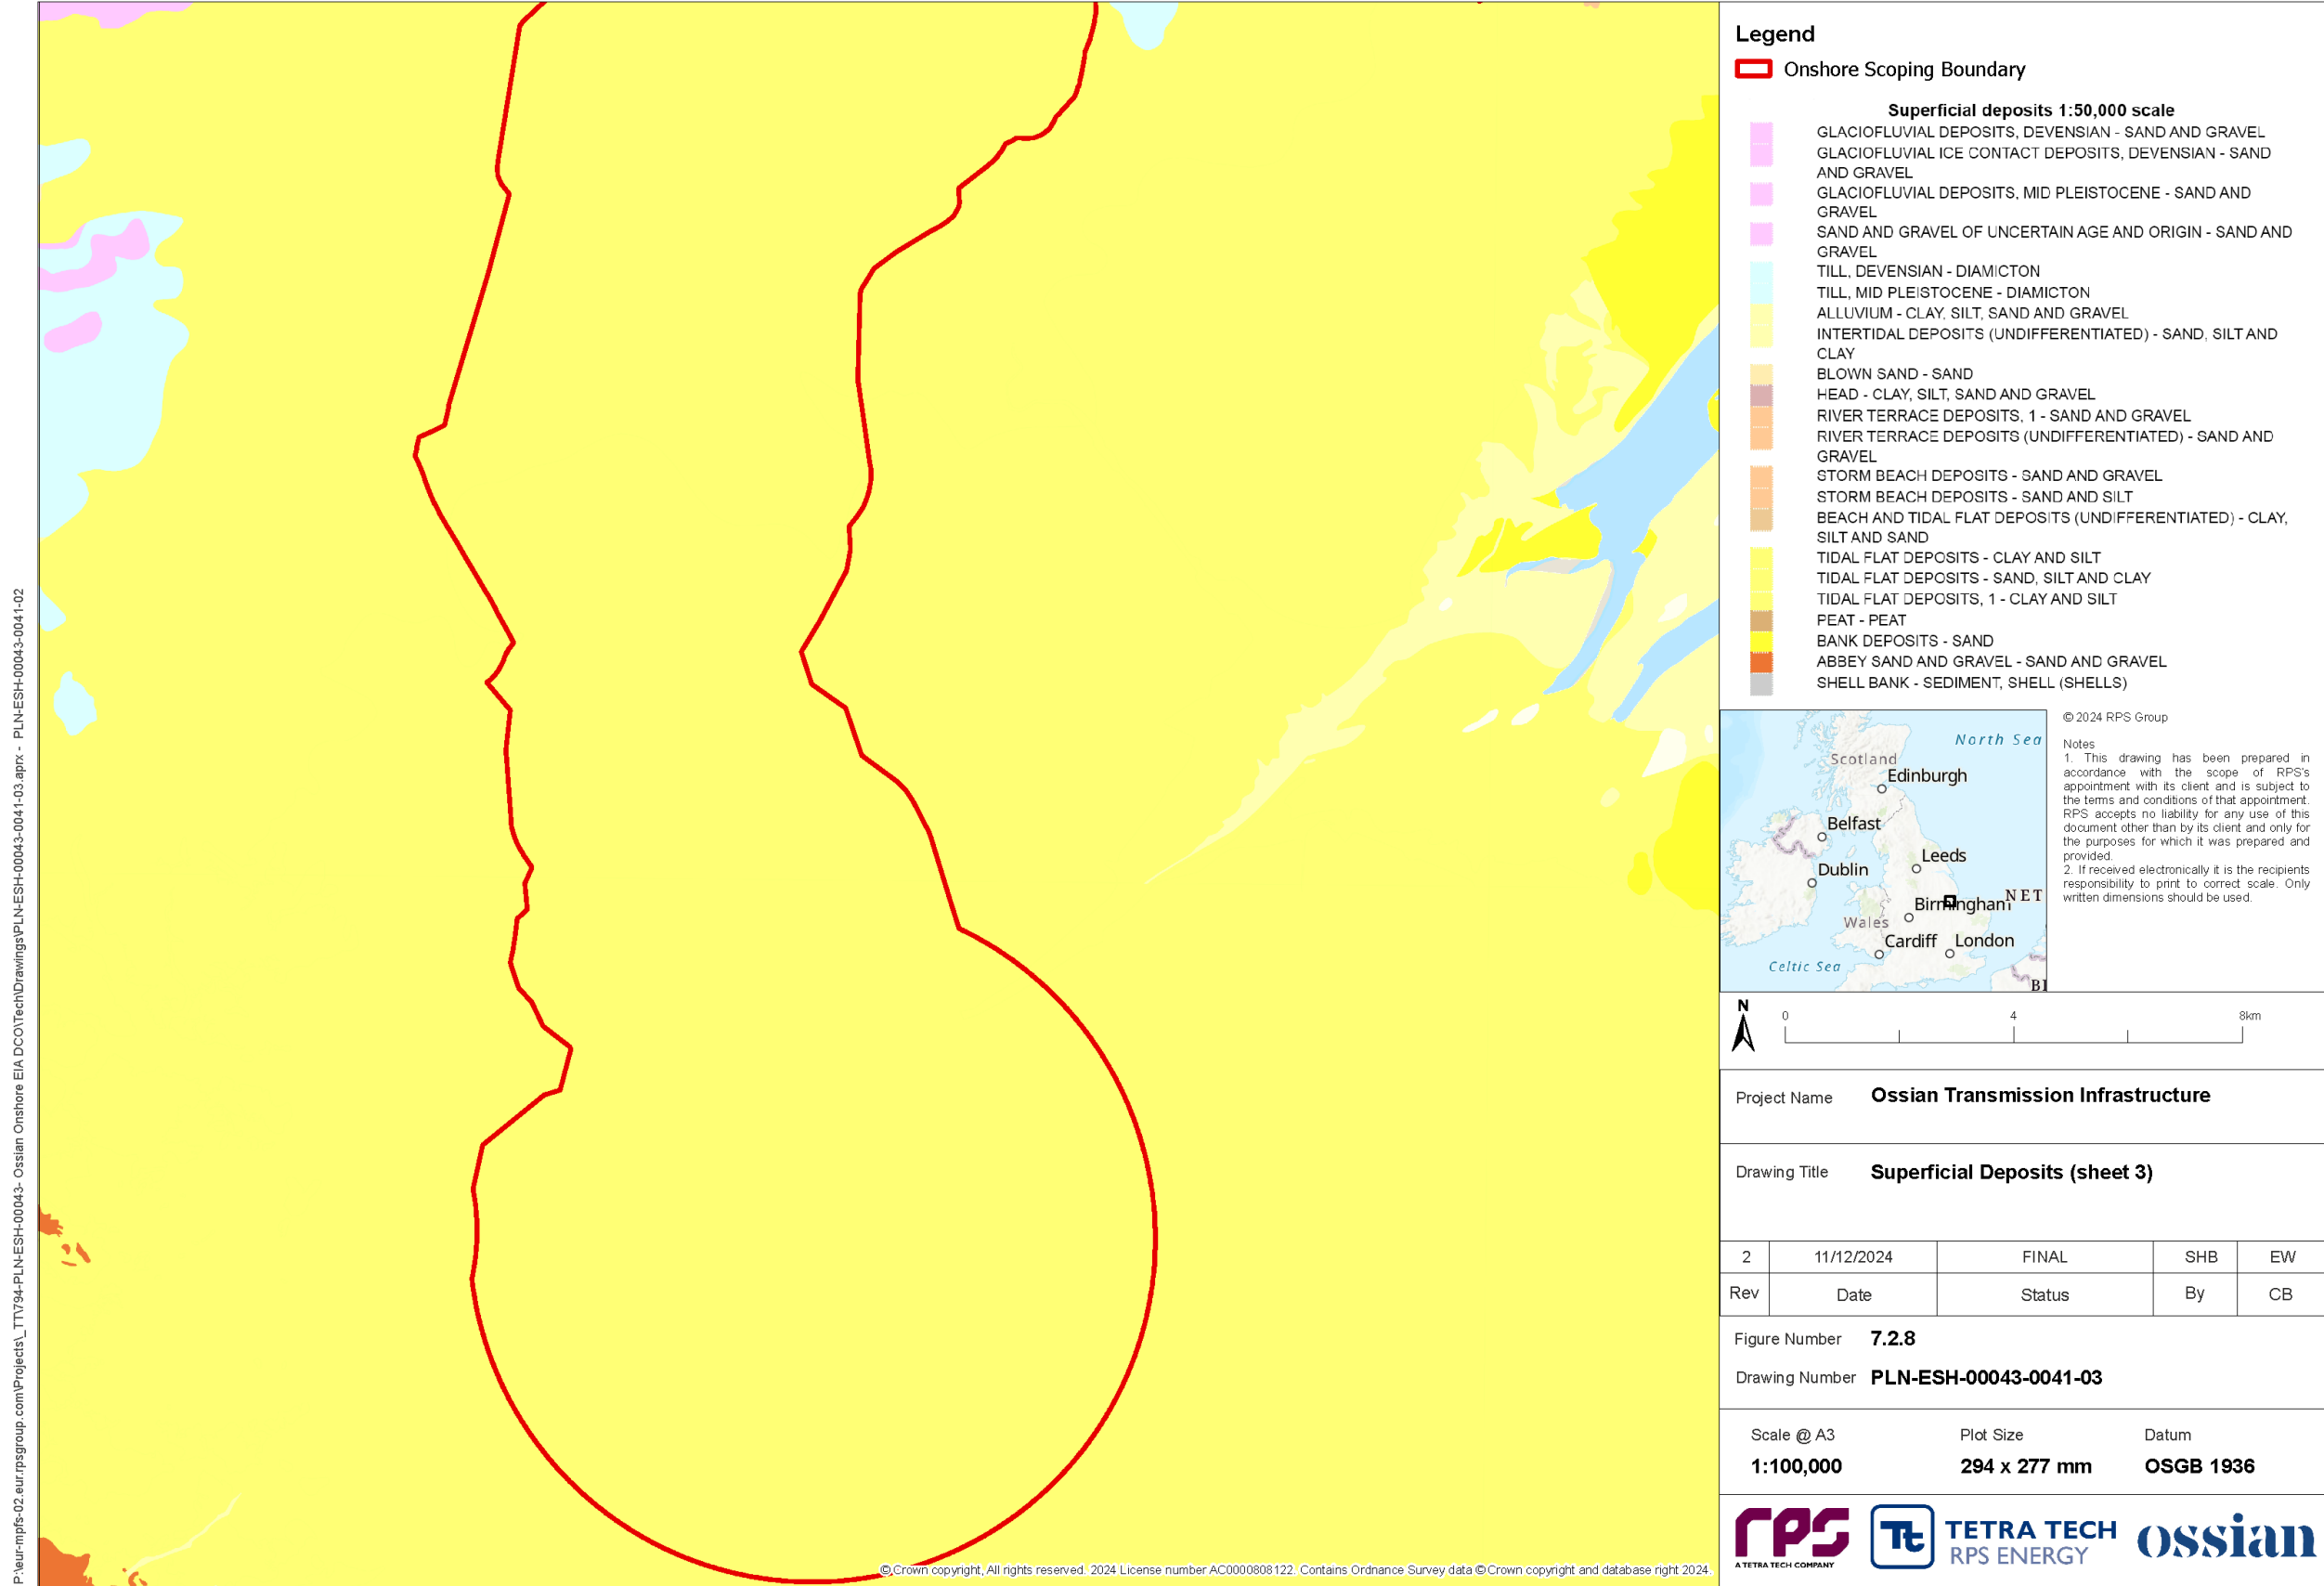 Legend
Onshore Scoping Boundary
Superficial deposits 1:50,000 scale
GLACIOFLUVIAL DEPOSITS, DEVENSIAN - SAND AND GRAVEL
GLACIOFLUVIAL ICE CONTACT DEPOSITS, DEVENSIAN - SAND
AND GRAVEL
GLACIOFLUVIAL DEPOSITS, MID PLEISTOCENE - SAND AND
GRAVEL
SAND AND GRAVEL OF UNCERTAIN AGE AND ORIGIN - SAND AND
GRAVEL
TILL, DEVENSIAN - DIAMICTON
TILL, MID PLEISTOCENE - DIAMICTON
ALLUVIUM - CLAY, SILT, SAND AND GRAVEL
INTERTIDAL DEPOSITS (UNDIFFERENTIATED) - SAND, SILT AND
CLAY
BLOWN SAND - SAND
HEAD - CLAY, SILT, SAND AND GRAVEL
RIVER TERRACE DEPOSITS, 1 - SAND AND GRAVEL
RIVER TERRACE DEPOSITS (UNDIFFERENTIATED) - SAND AND
GRAVEL
STORM BEACH DEPOSITS - SAND AND GRAVEL
STORM BEACH DEPOSITS - SAND AND SILT
BEACH AND TIDAL FLAT DEPOSITS (UNDIFFERENTIATED) - CLAY,
SILT AND SAND
TIDAL FLAT DEPOSITS - CLAY AND SILT
TIDAL FLAT DEPOSITS - SAND, SILT AND CLAY
TIDAL FLAT DEPOSITS, 1 - CLAY AND SILT
PEAT - PEAT
BANK DEPOSITS - SAND
ABBEY SAND AND GRAVEL - SAND AND GRAVEL
SHELL BANK - SEDIMENT, SHELL (SHELLS)
North Sea
Scotland
Edinburgh
Belfast
Leeds
Dublin
NET
Birmingham
Wales
Cardiff
London
Celtic Sea
BI
© 2024 RPS Group
Notes
1. This drawing has been prepared in
accordance with the scope of RPS's
appointment with its client and is subject to
the terms and conditions of that appointment.
RPS accepts no liability for any use of this
document other than by its client and only for
the purposes for which it was prepared and
provided.
2. If received electronically it is the recipients
responsibility to print to correct scale. Only
written dimensions should be used.
N
0 4 8km
Project Name Ossian Transmission Infrastructure
Drawing Title Superficial Deposits (sheet 3)
2 11/12/2024 FINAL SHB EW
Rev Date Status By CB
Figure Number 7.2.8
Drawing Number PLN-ESH-00043-0041-03
Scale @ A3 Plot Size Datum
1:100,000 294 x 277 mm OSGB 1936
rps
A TETRA TECH COMPANY
Tt
TETRA TECH
RPS ENERGY
ossian
© Crown copyright, All rights reserved. 2024 License number AC0000808122. Contains Ordnance Survey data © Crown copyright and database right 2024.
P:\eur-mpfs-02.eur.rpsgroup.com\Projects\_TT\794-PLN-ESH-00043- Ossian Onshore EIA DCO\Tech\Drawings\PLN-ESH-00043-0041-03.aprx - PLN-ESH-00043-0041-02